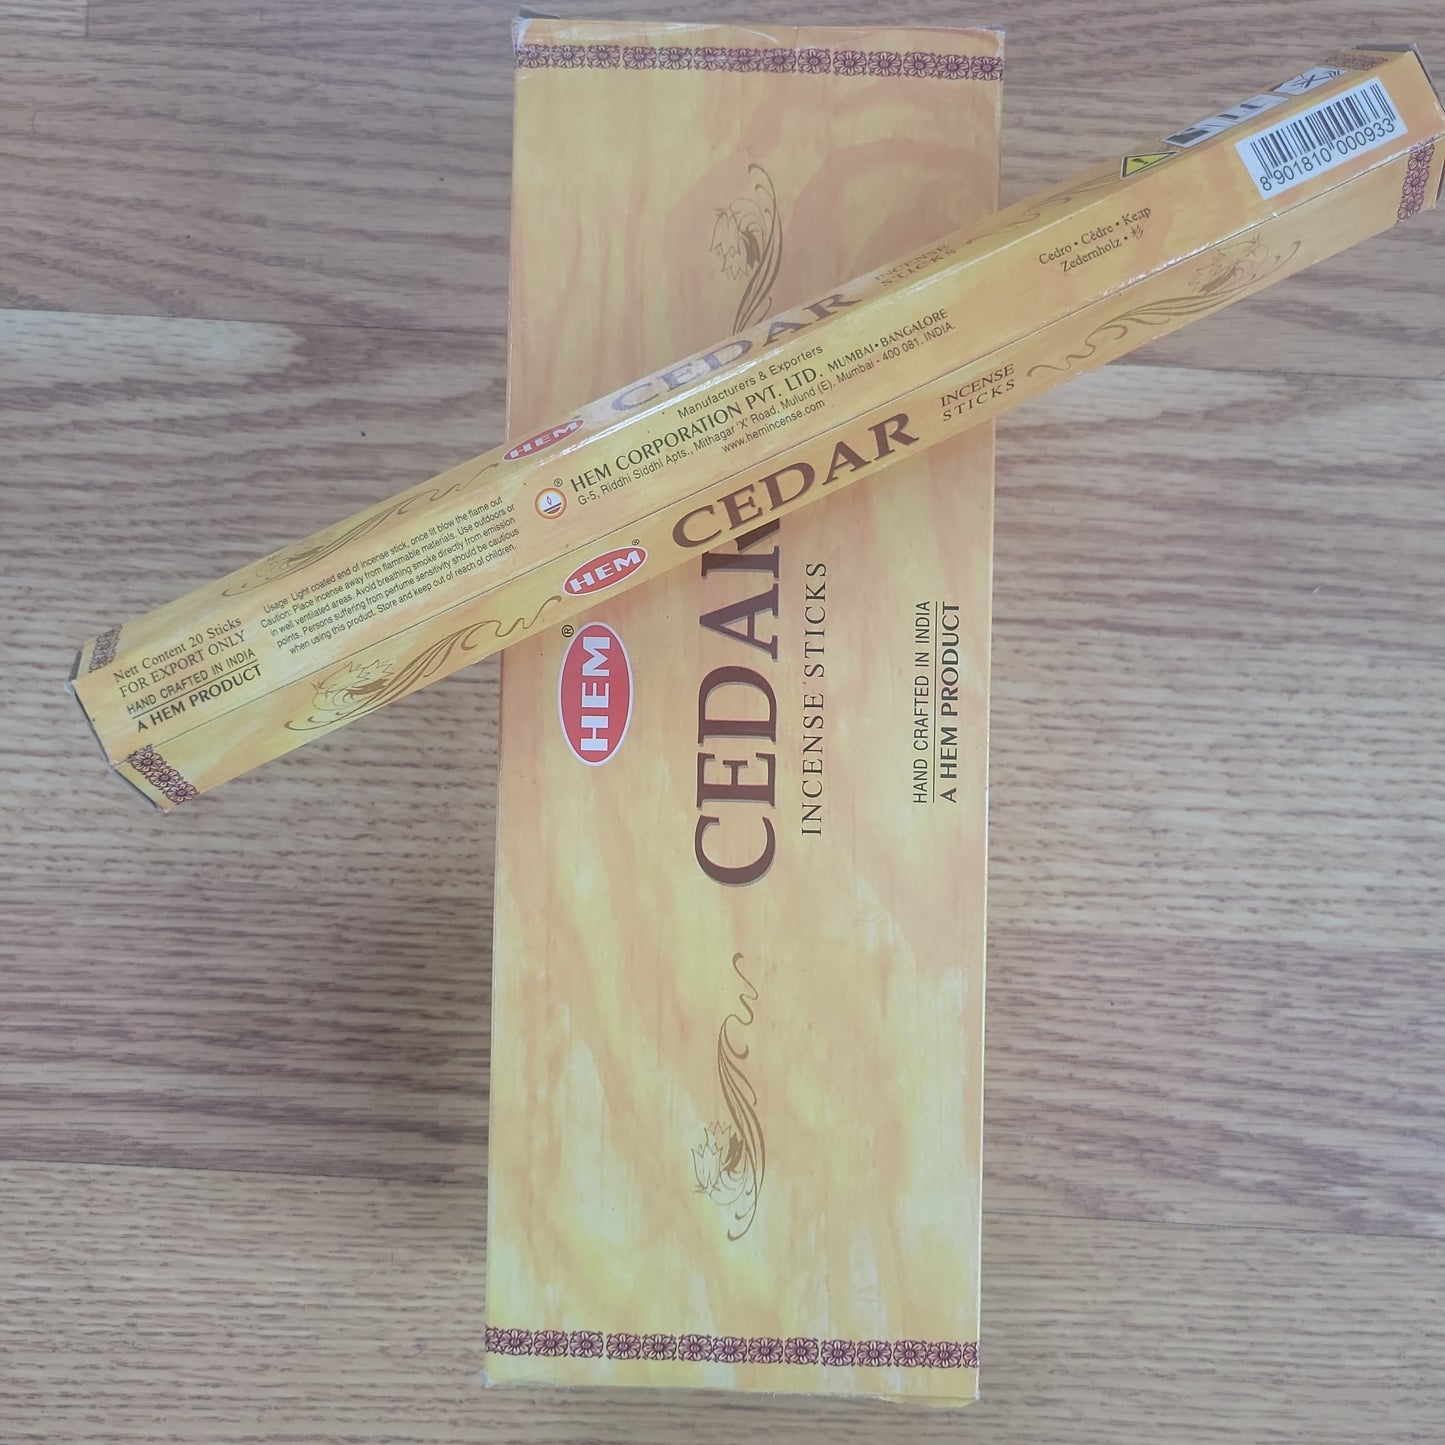 HEM®
CEDAR
INCENSE
STICKS
Usage: Light coated end of incense stick, once lit blow the flame out
Caution: Place incense away from flammable materials. Use outdoors or
in well ventilated areas. Avoid breathing smoke directly from emission
points. Persons suffering from perfume sensitivity should be cautious
when using this product. Store and keep out of reach of children.
Nett Content 20 Sticks
FOR EXPORT ONLY
HAND CRAFTED IN INDIA
A HEM PRODUCT
Manufacturers & Exporters
® HEM CORPORATION PVT. LTD. MUMBAI•BANGALORE
G-5, Riddhi Siddhi Apts., Mithagar 'X' Road, Mulund (E), Mumbai - 400 081. INDIA.
www.hemincense.com
Cedro • Cèdre • Кедр
Zedernholz • 杉
8 901810 000933
HEM®
CEDAR
INCENSE
STICKS
HEM®
CEDAR
INCENSE STICKS
HAND CRAFTED IN INDIA
A HEM PRODUCT